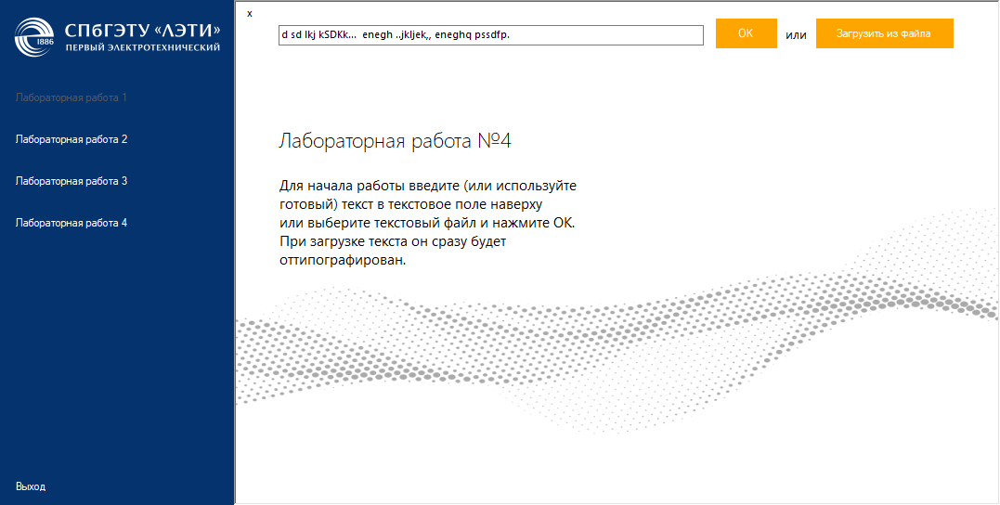 СПбГЭТУ «ЛЭТИ»
1886
ПЕРВЫЙ ЭЛЕКТРОТЕХНИЧЕСКИЙ
Лабораторная работа 1
Лабораторная работа 2
Лабораторная работа 3
Лабораторная работа 4
Выход
x
d sd lkj kSDKk... enegh ..jkljek,, eneghq pssdfp.
OK
или
Загрузить из файла
Лабораторная работа №4
Для начала работы введите (или используйте
готовый) текст в текстовое поле наверху
или выберите текстовый файл и нажмите ОК.
При загрузке текста он сразу будет
оттипографирован.